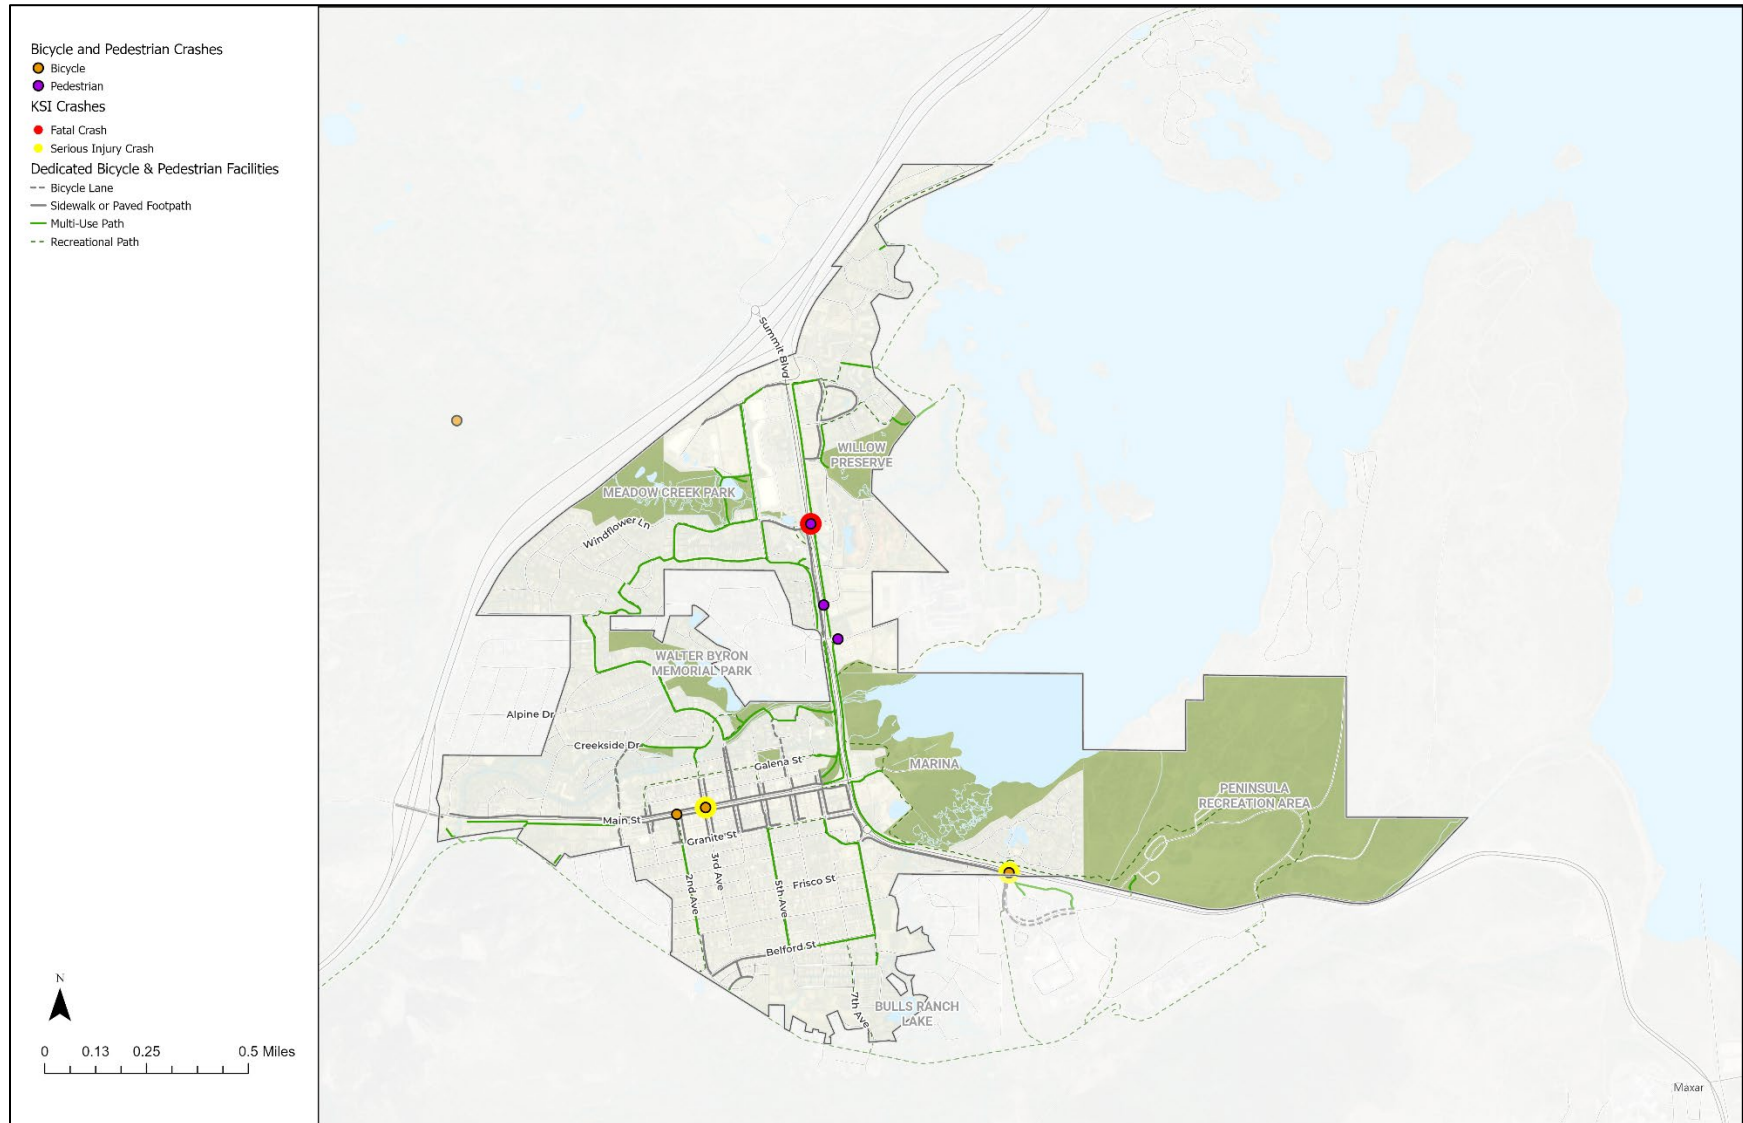 Bicycle and Pedestrian Crashes
Bicycle
Pedestrian
KSI Crashes
Fatal Crash
Serious Injury Crash
Dedicated Bicycle & Pedestrian Facilities
Bicycle Lane
Sidewalk or Paved Footpath
Multi-Use Path
Recreational Path
Summit Blvd
WILLOW
PRESERVE
MEADOW CREEK PARK
Windflower Ln
WALTER BYRON
MEMORIAL PARK
Alpine Dr
Creekside Dr
Galena St
MARINA
PENINSULA
RECREATION AREA
Main St
Granite St
3rd Ave
2nd Ave
5th Ave
Frisco St
Belford St
7th Ave
BULLS RANCH
LAKE
N
0 0.13 0.25 0.5 Miles
Maxar